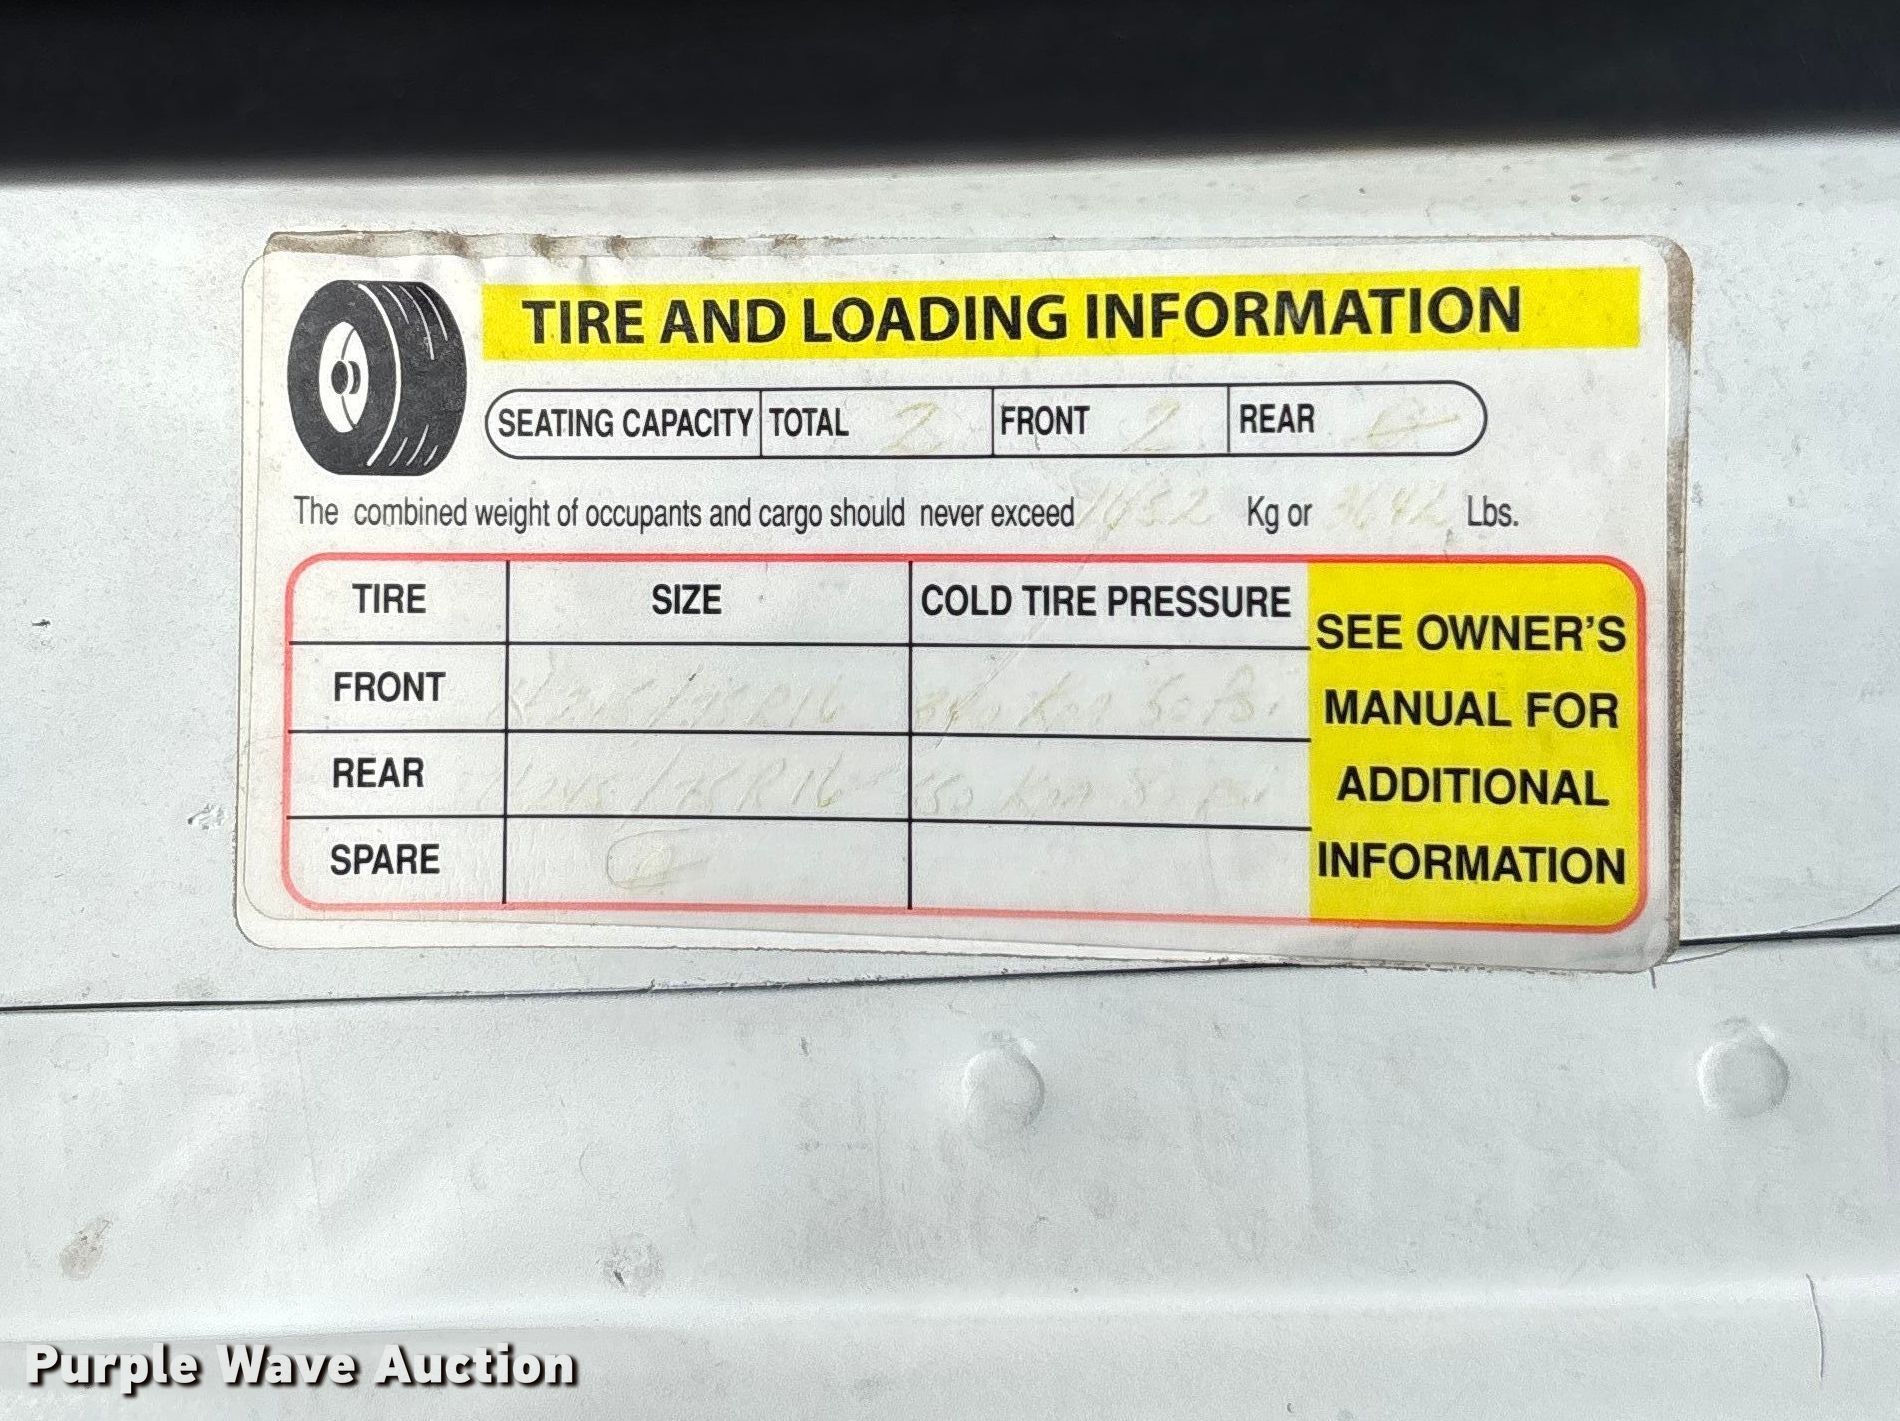 TIRE AND LOADING INFORMATION
SEATING CAPACITY TOTAL 2 FRONT 2 REAR
The combined weight of occupants and cargo should never exceed Kg or Lbs.
TIRE SIZE COLD TIRE PRESSURE
FRONT
REAR
SPARE
SEE OWNER'S
MANUAL FOR
ADDITIONAL
INFORMATION
Purple Wave Auction